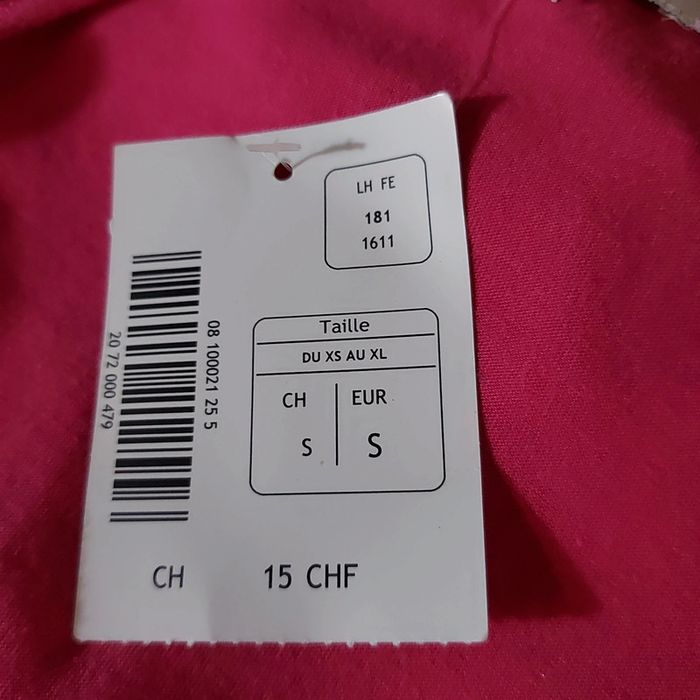 LH FE
181
1611
Taille
DU XS AU XL
CH EUR
S S
08 100021 25 5
20 72 000 479
CH 15 CHF